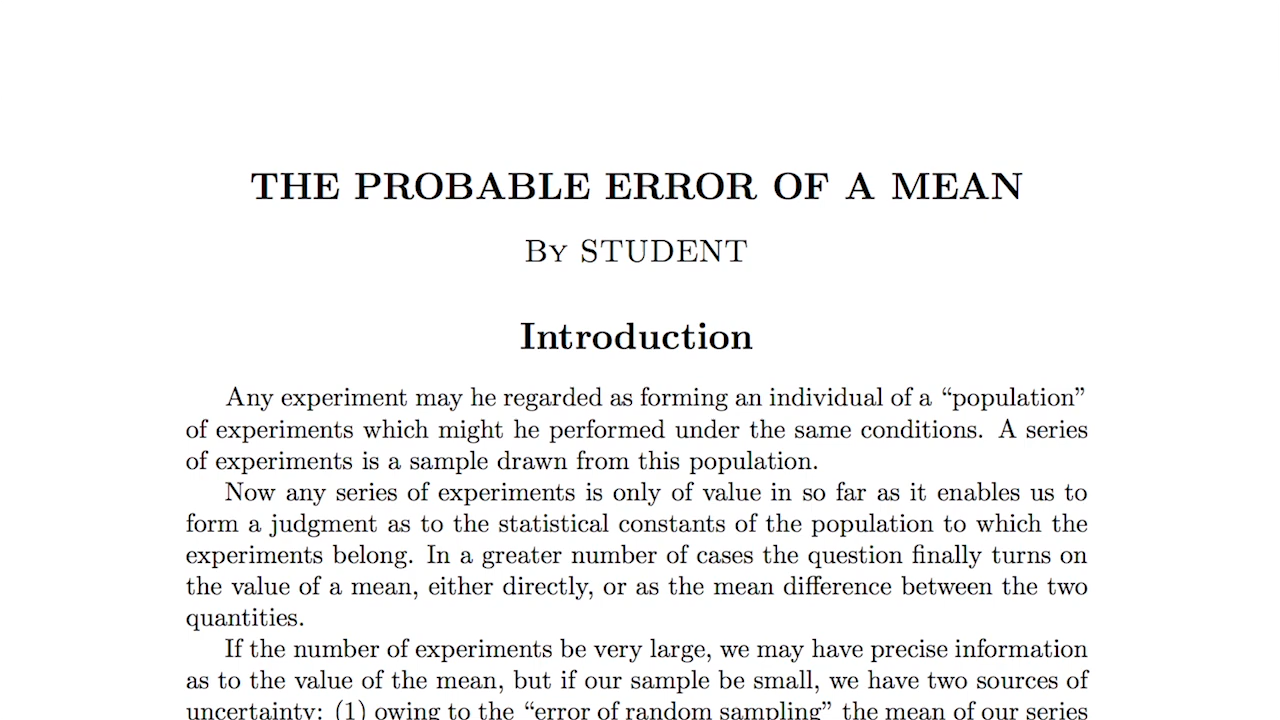 THE PROBABLE ERROR OF A MEAN
By STUDENT
Introduction
Any experiment may he regarded as forming an individual of a “population”
of experiments which might he performed under the same conditions. A series
of experiments is a sample drawn from this population.
Now any series of experiments is only of value in so far as it enables us to
form a judgment as to the statistical constants of the population to which the
experiments belong. In a greater number of cases the question finally turns on
the value of a mean, either directly, or as the mean difference between the two
quantities.
If the number of experiments be very large, we may have precise information
as to the value of the mean, but if our sample be small, we have two sources of
uncertainty: (1) owing to the “error of random sampling” the mean of our series